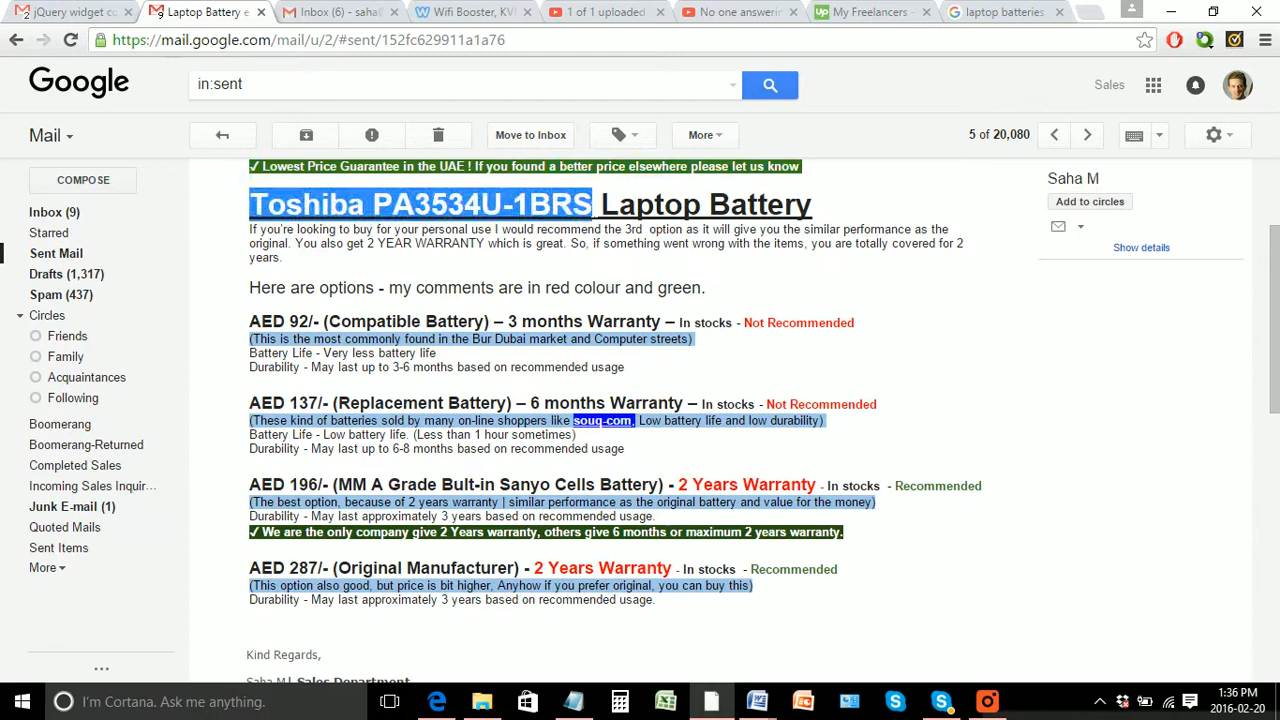 jQuery widget co
Laptop Battery e
Inbox (6) - saha
Wifi Booster, KV
1 of 1 uploaded
No one answerin
My Freelancers
laptop batteries
https://mail.google.com/mail/u/2/#sent/152fc629911a1a76
Google
in:sent
Sales
Mail
Move to Inbox
More
5 of 20,080
COMPOSE
Inbox (9)
Starred
Sent Mail
Drafts (1,317)
Spam (437)
Circles
Friends
Family
Acquaintances
Following
Boomerang
Boomerang-Returned
Completed Sales
Incoming Sales Inquir…
Junk E-mail (1)
Quoted Mails
Sent Items
More
✓ Lowest Price Guarantee in the UAE ! If you found a better price elsewhere please let us know
Toshiba PA3534U-1BRS Laptop Battery
If you're looking to buy for your personal use I would recommend the 3rd option as it will give you the similar performance as the
original. You also get 2 YEAR WARRANTY which is great. So, if something went wrong with the items, you are totally covered for 2
years.
Here are options - my comments are in red colour and green.
AED 92/- (Compatible Battery) – 3 months Warranty – In stocks - Not Recommended
(This is the most commonly found in the Bur Dubai market and Computer streets)
Battery Life - Very less battery life
Durability - May last up to 3-6 months based on recommended usage
AED 137/- (Replacement Battery) – 6 months Warranty – In stocks - Not Recommended
(These kind of batteries sold by many on-line shoppers like souq-com, Low battery life and low durability)
Battery Life - Low battery life. (Less than 1 hour sometimes)
Durability - May last up to 6-8 months based on recommended usage
AED 196/- (MM A Grade Bult-in Sanyo Cells Battery) - 2 Years Warranty - In stocks - Recommended
(The best option, because of 2 years warranty | similar performance as the original battery and value for the money)
Durability - May last approximately 3 years based on recommended usage.
✓ We are the only company give 2 Years warranty, others give 6 months or maximum 2 years warranty.
AED 287/- (Original Manufacturer) - 2 Years Warranty - In stocks - Recommended
(This option also good, but price is bit higher, Anyhow if you prefer original, you can buy this)
Durability - May last approximately 3 years based on recommended usage.
Kind Regards,
Saha M | Sales Department
Saha M
Add to circles
Show details
I'm Cortana. Ask me anything.
1:36 PM
2016-02-20